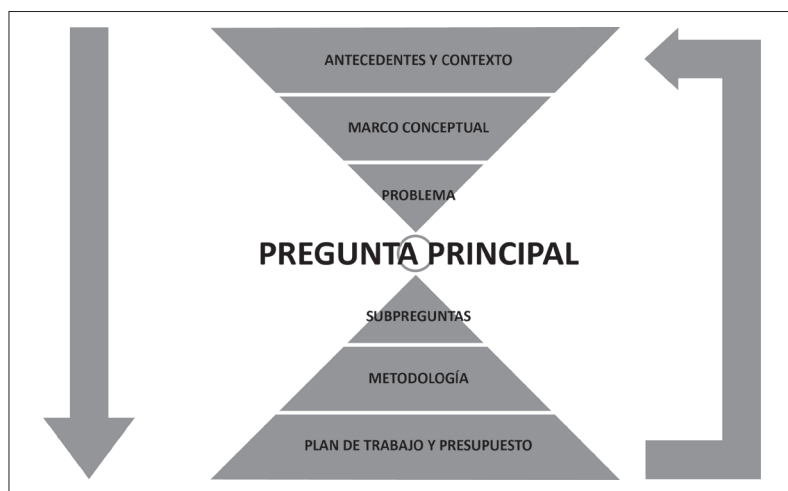 ANTECEDENTES Y CONTEXTO
MARCO CONCEPTUAL
PROBLEMA
PREGUNTA PRINCIPAL
SUBPREGUNTAS
METODOLOGÍA
PLAN DE TRABAJO Y PRESUPUESTO